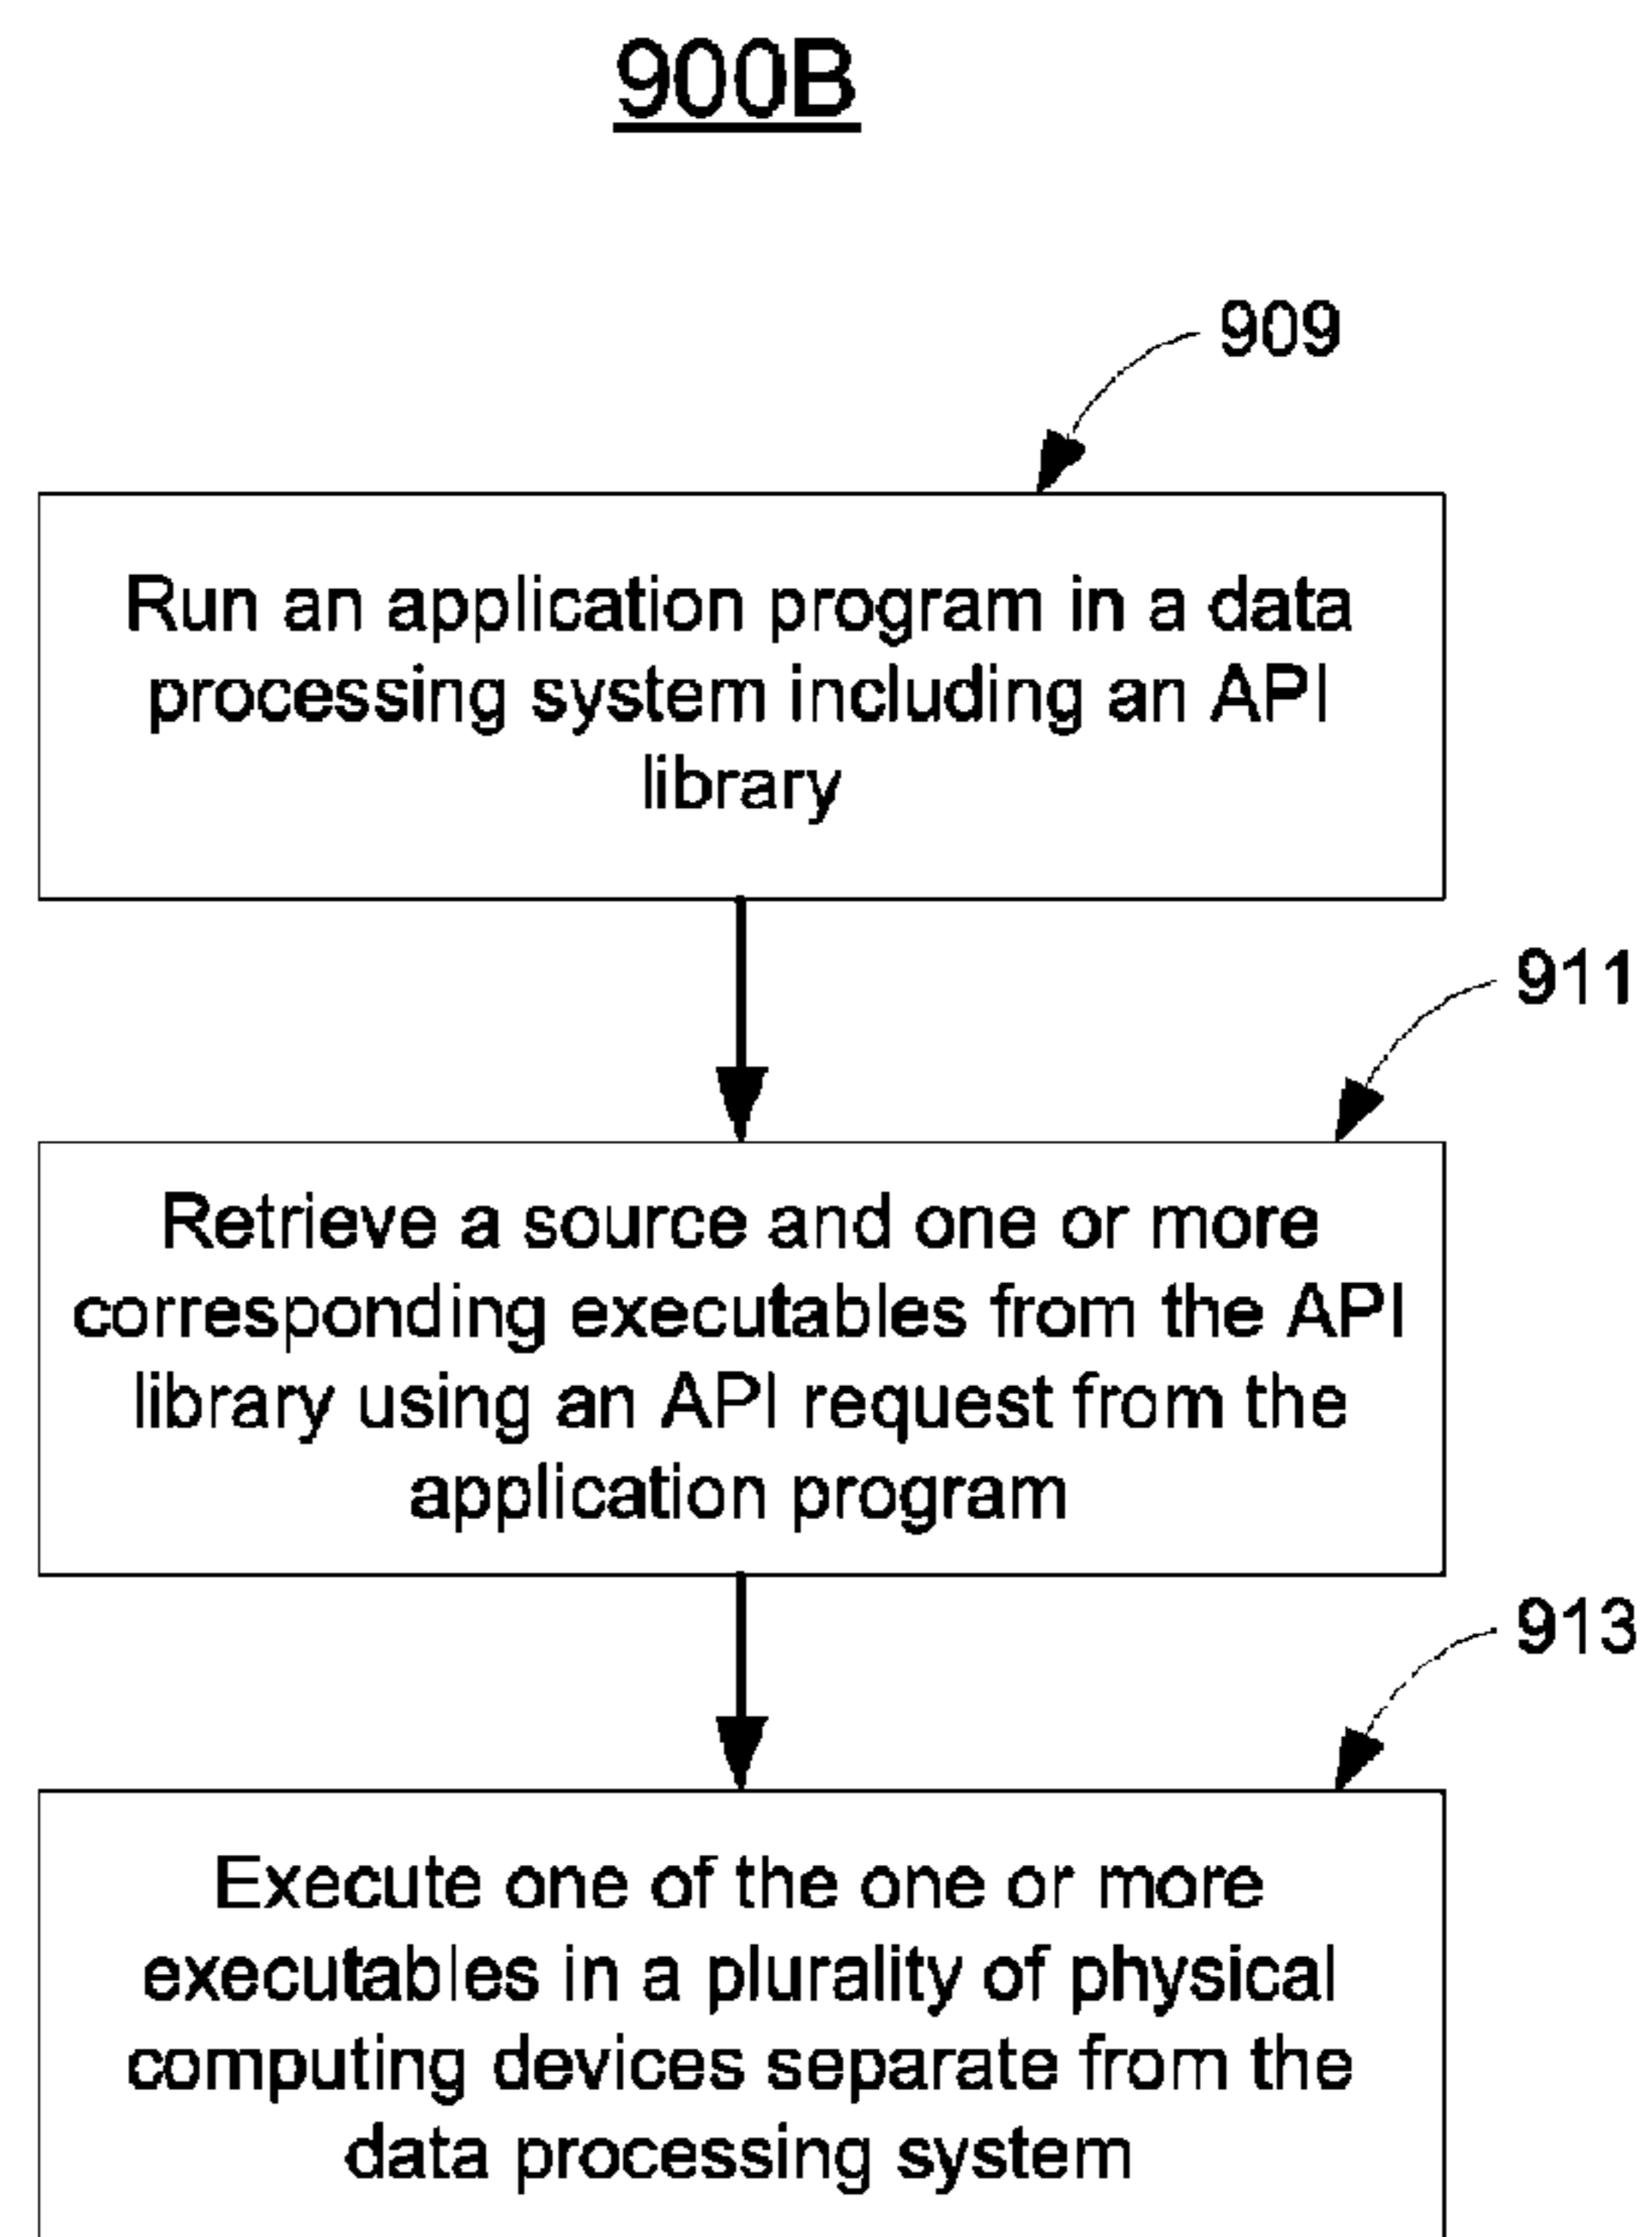 900B
909
Run an application program in a data
processing system including an API
library
911
Retrieve a source and one or more
corresponding executables from the API
library using an API request from the
application program
913
Execute one of the one or more
executables in a plurality of physical
computing devices separate from the
data processing system